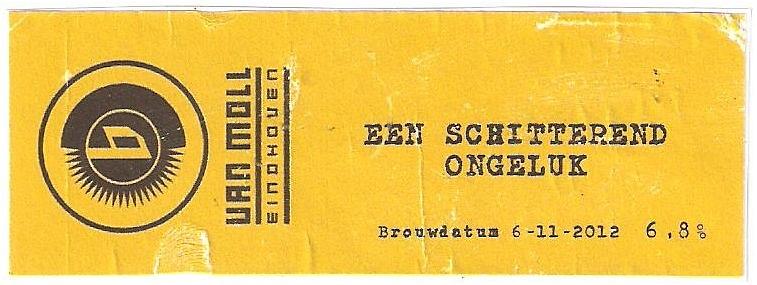 VAN MOLL
EINDHOVEN
EEN SCHITTEREND
ONGELUK
Brouwdatum 6-11-2012 6,8%